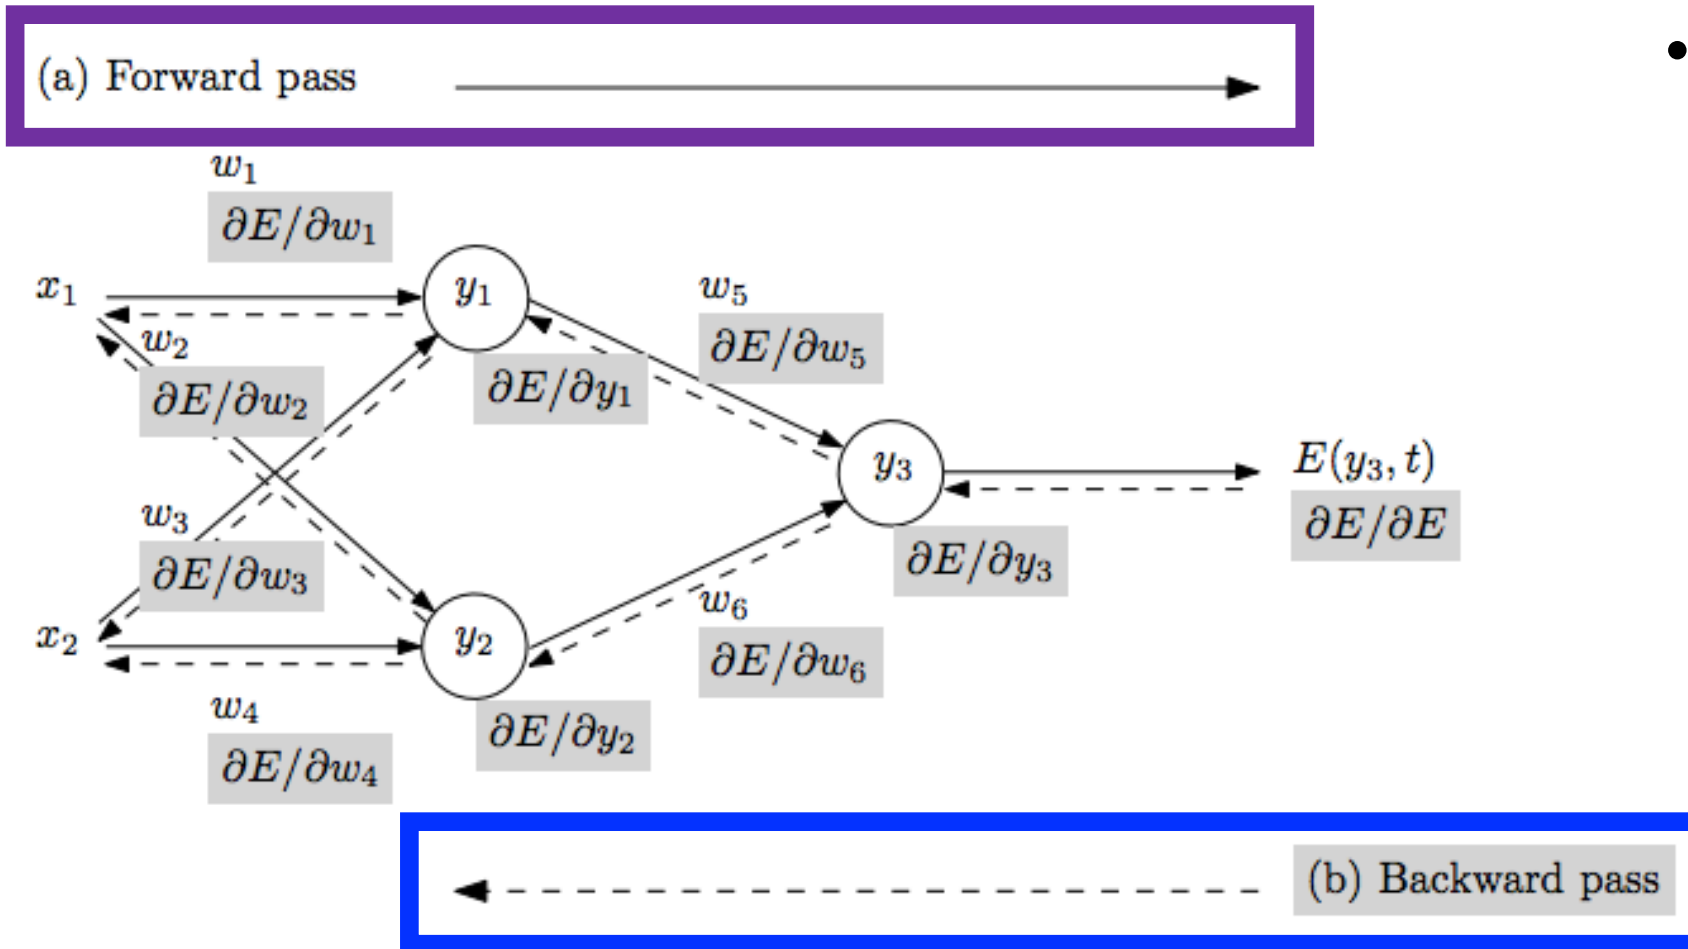 (a) Forward pass
•
w₁
∂E/∂w₁
x₁
y₁
w₅
w₂
∂E/∂w₅
∂E/∂w₂
∂E/∂y₁
y₃
E(y₃, t)
w₃
∂E/∂E
∂E/∂w₃
∂E/∂y₃
x₂
y₂
w₆
∂E/∂w₆
w₄
∂E/∂y₂
∂E/∂w₄
(b) Backward pass